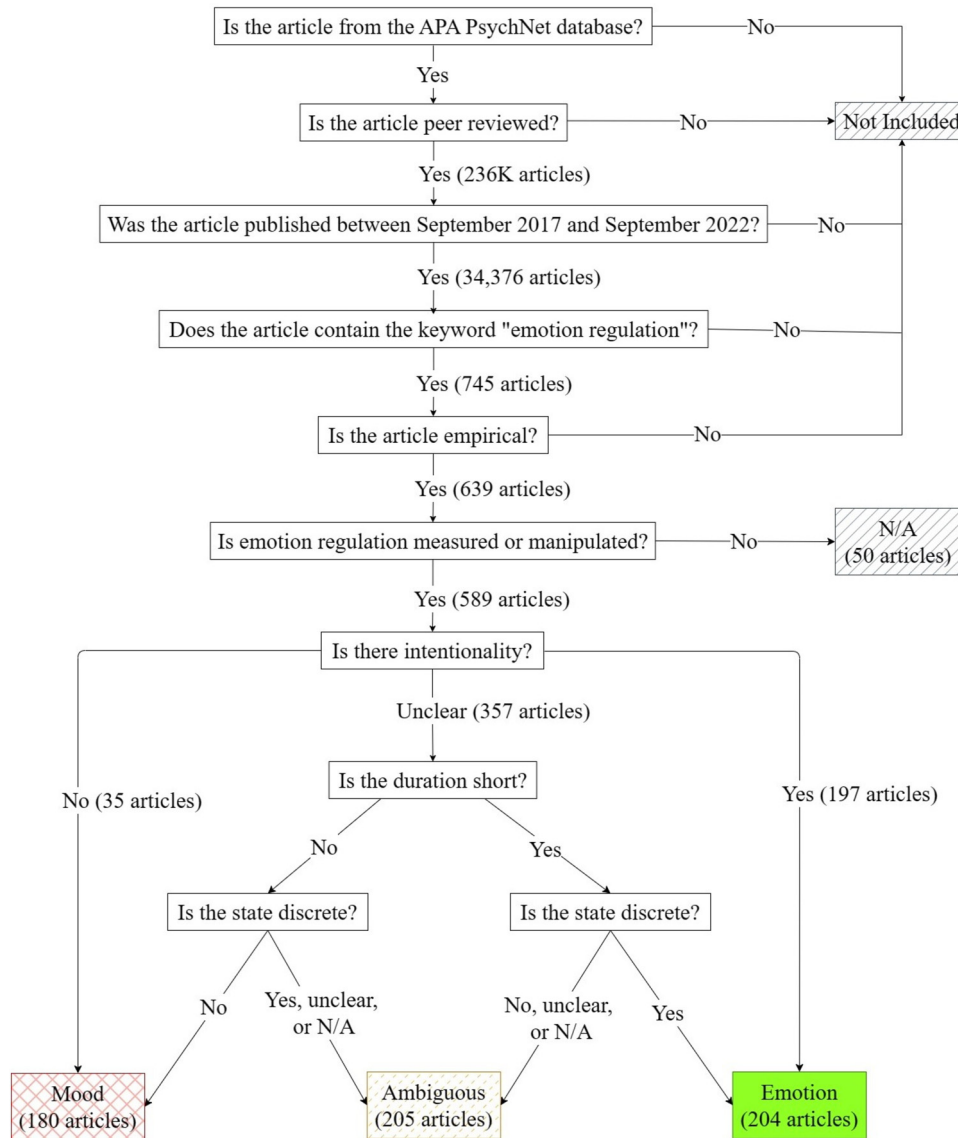 Is the article from the APA PsychNet database?
No
Yes
Is the article peer reviewed?
No
Not Included
Yes (236K articles)
Was the article published between September 2017 and September 2022?
No
Yes (34,376 articles)
Does the article contain the keyword "emotion regulation"?
No
Yes (745 articles)
Is the article empirical?
No
Yes (639 articles)
Is emotion regulation measured or manipulated?
No
N/A
(50 articles)
Yes (589 articles)
Is there intentionality?
Unclear (357 articles)
Is the duration short?
No (35 articles)
Yes (197 articles)
No
Yes
Is the state discrete?
Is the state discrete?
No
Yes, unclear,
or N/A
No, unclear,
or N/A
Yes
Mood
(180 articles)
Ambiguous
(205 articles)
Emotion
(204 articles)